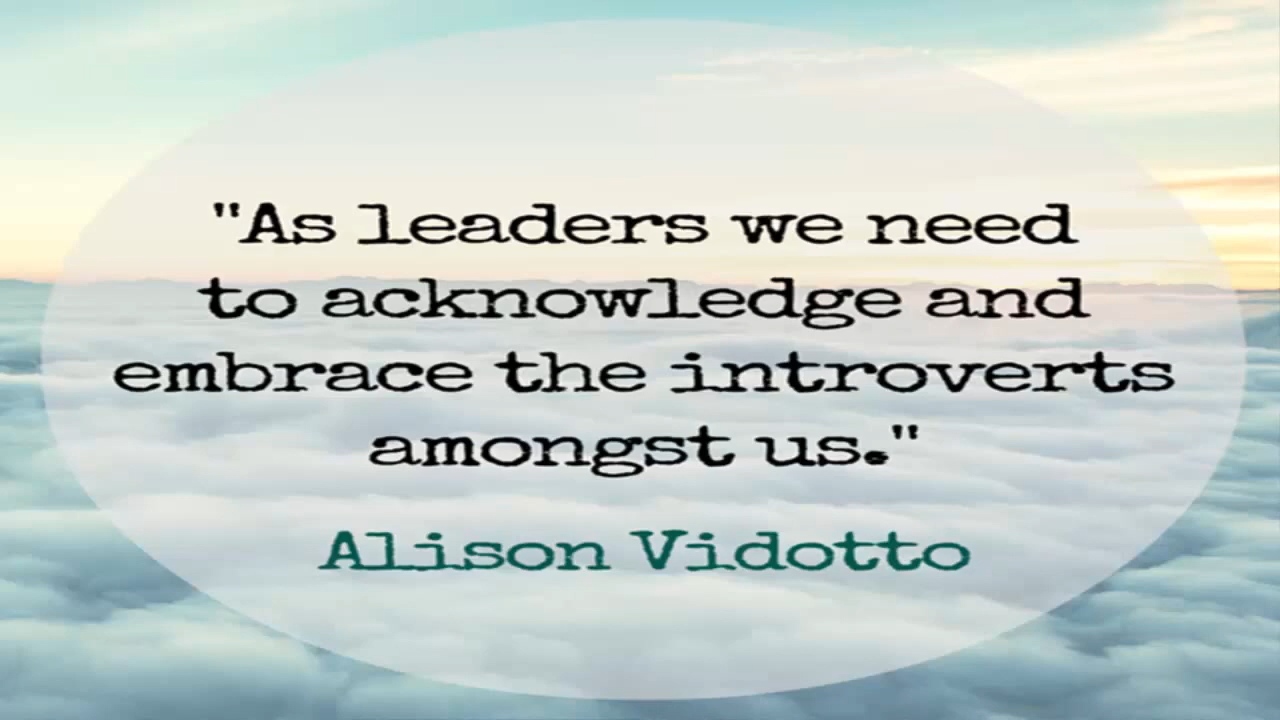 "As leaders we need
to acknowledge and
embrace the introverts
amongst us."
Alison Vidotto